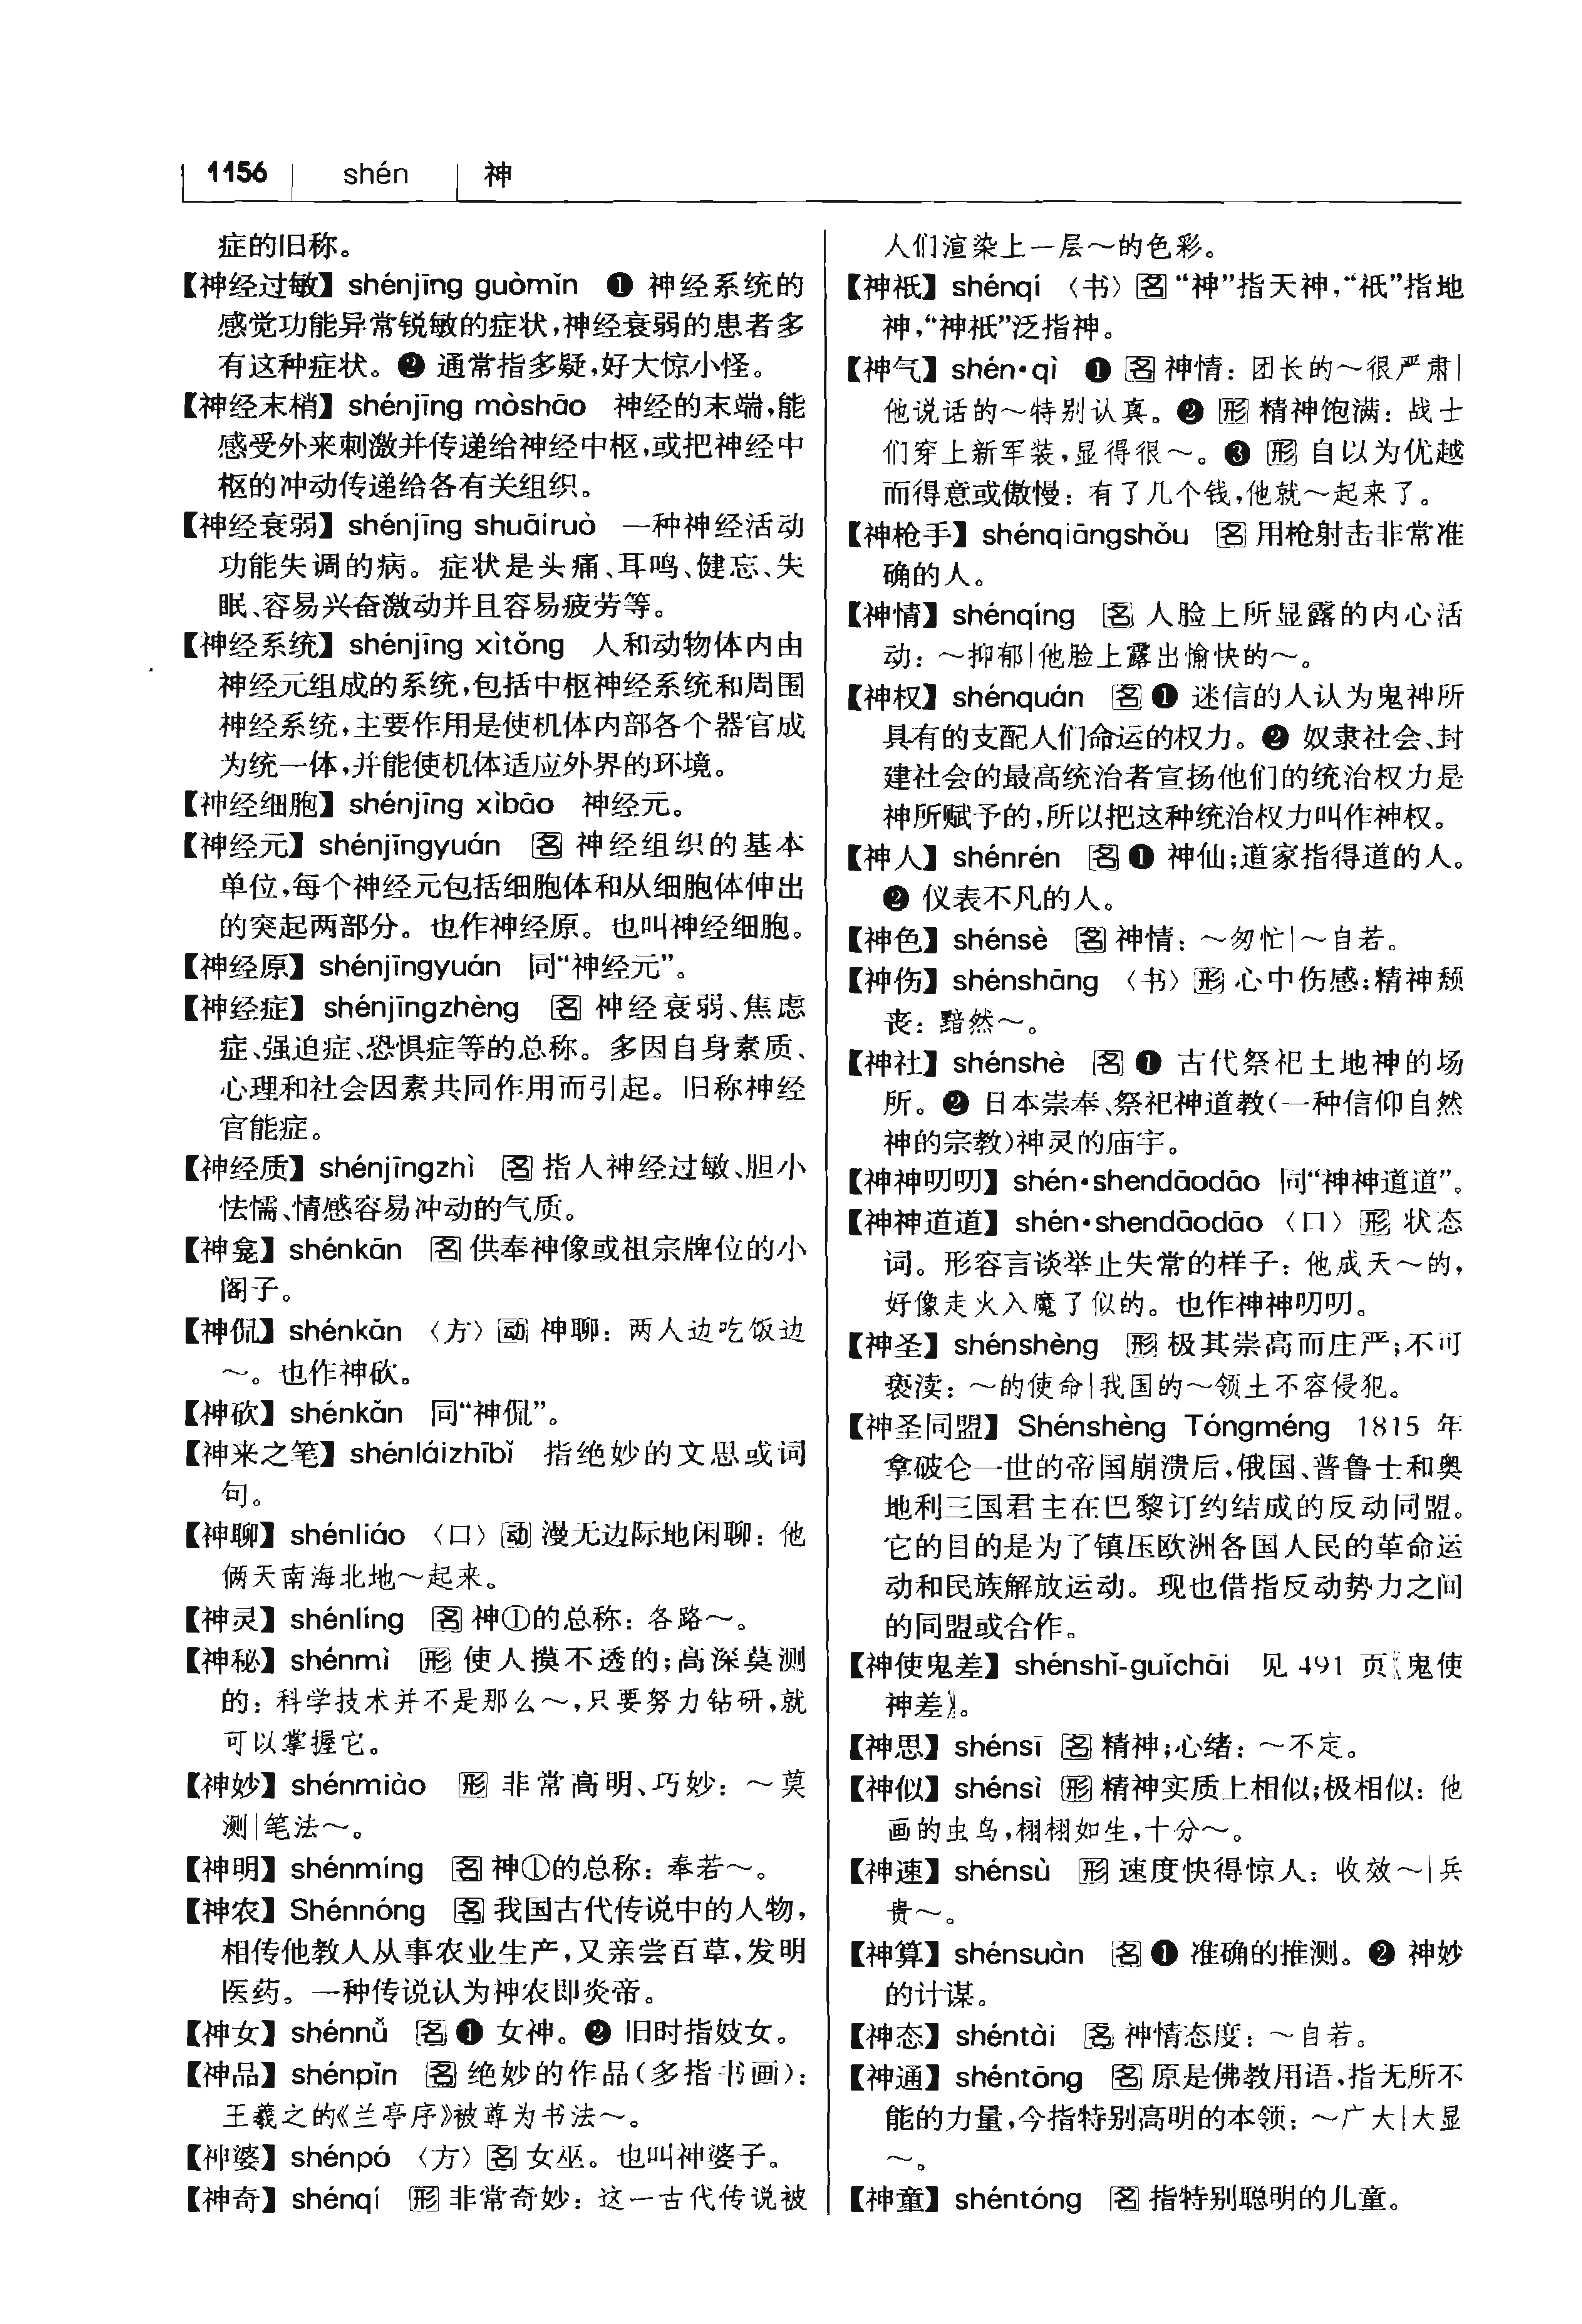 1156 shén 神
症的旧称。
【神经过敏】shénjīng guòmǐn ❶ 神经系统的
感觉功能异常锐敏的症状,神经衰弱的患者多
有这种症状。❷ 通常指多疑,好大惊小怪。
【神经末梢】shénjīng mòshāo 神经的末端,能
感受外来刺激并传递给神经中枢,或把神经中
枢的冲动传递给各有关组织。
【神经衰弱】shénjīng shuāiruò 一种神经活动
功能失调的病。症状是头痛、耳鸣、健忘、失
眠、容易兴奋激动并且容易疲劳等。
【神经系统】shénjīng xìtǒng 人和动物体内由
神经元组成的系统,包括中枢神经系统和周围
神经系统,主要作用是使机体内部各个器官成
为统一体,并能使机体适应外界的环境。
【神经细胞】shénjīng xìbāo 神经元。
【神经元】shénjīngyuán 名 神经组织的基本
单位,每个神经元包括细胞体和从细胞体伸出
的突起两部分。也作神经原。也叫神经细胞。
【神经原】shénjīngyuán 同“神经元”。
【神经症】shénjīngzhèng 名 神经衰弱、焦虑
症、强迫症、恐惧症等的总称。多因自身素质、
心理和社会因素共同作用而引起。旧称神经
官能症。
【神经质】shénjīngzhì 名 指人神经过敏、胆小
怯懦、情感容易冲动的气质。
【神龛】shénkān 名 供奉神像或祖宗牌位的小
阁子。
【神侃】shénkǎn 〈方〉 动 神聊：两人边吃饭边
～。也作神砍。
【神砍】shénkǎn 同“神侃”。
【神来之笔】shénláizhībǐ 指绝妙的文思或词
句。
【神聊】shénliáo 〈口〉 动 漫无边际地闲聊：他
俩天南海北地～起来。
【神灵】shénlíng 名 神①的总称：各路～。
【神秘】shénmì 形 使人摸不透的;高深莫测
的：科学技术并不是那么～,只要努力钻研,就
可以掌握它。
【神妙】shénmiào 形 非常高明、巧妙：～莫
测|笔法～。
【神明】shénmíng 名 神①的总称：奉若～。
【神农】Shénnóng 名 我国古代传说中的人物,
相传他教人从事农业生产,又亲尝百草,发明
医药。一种传说认为神农即炎帝。
【神女】shénnǚ 名 ❶ 女神。❷ 旧时指妓女。
【神品】shénpǐn 名 绝妙的作品(多指书画)：
王羲之的《兰亭序》被尊为书法～。
【神婆】shénpó 〈方〉 名 女巫。也叫神婆子。
【神奇】shénqí 形 非常奇妙：这一古代传说被
人们渲染上一层～的色彩。
【神祇】shénqí 〈书〉 名 “神”指天神,“祇”指地
神,“神祇”泛指神。
【神气】shén•qì ❶ 名 神情：团长的～很严肃|
他说话的～特别认真。❷ 形 精神饱满：战士
们穿上新军装,显得很～。❸ 形 自以为优越
而得意或傲慢：有了几个钱,他就～起来了。
【神枪手】shénqiāngshǒu 名 用枪射击非常准
确的人。
【神情】shénqíng 名 人脸上所显露的内心活
动：～抑郁|他脸上露出愉快的～。
【神权】shénquán 名 ❶ 迷信的人认为鬼神所
具有的支配人们命运的权力。❷ 奴隶社会、封
建社会的最高统治者宣扬他们的统治权力是
神所赋予的,所以把这种统治权力叫作神权。
【神人】shénrén 名 ❶ 神仙;道家指得道的人。
❷ 仪表不凡的人。
【神色】shénsè 名 神情：～匆忙|～自若。
【神伤】shénshāng 〈书〉 形 心中伤感;精神颓
丧：黯然～。
【神社】shénshè 名 ❶ 古代祭祀土地神的场
所。❷ 日本崇奉、祭祀神道教(一种信仰自然
神的宗教)神灵的庙宇。
【神神叨叨】shén•shendāodāo 同“神神道道”。
【神神道道】shén•shendāodāo 〈口〉 形 状态
词。形容言谈举止失常的样子：他成天～的,
好像走火入魔了似的。也作神神叨叨。
【神圣】shénshèng 形 极其崇高而庄严;不可
亵渎：～的使命|我国的～领土不容侵犯。
【神圣同盟】Shénshèng Tóngméng 1815 年
拿破仑一世的帝国崩溃后,俄国、普鲁士和奥
地利三国君主在巴黎订约结成的反动同盟。
它的目的是为了镇压欧洲各国人民的革命运
动和民族解放运动。现也借指反动势力之间
的同盟或合作。
【神使鬼差】shénshǐ-guǐchāi 见 491 页〖鬼使
神差〗。
【神思】shénsī 名 精神;心绪：～不定。
【神似】shénsì 形 精神实质上相似;极相似：他
画的虫鸟,栩栩如生,十分～。
【神速】shénsù 形 速度快得惊人：收效～|兵
贵～。
【神算】shénsuàn 名 ❶ 准确的推测。❷ 神妙
的计谋。
【神态】shéntài 名 神情态度：～自若。
【神通】shéntōng 名 原是佛教用语,指无所不
能的力量,今指特别高明的本领：～广大|大显
～。
【神童】shéntóng 名 指特别聪明的儿童。